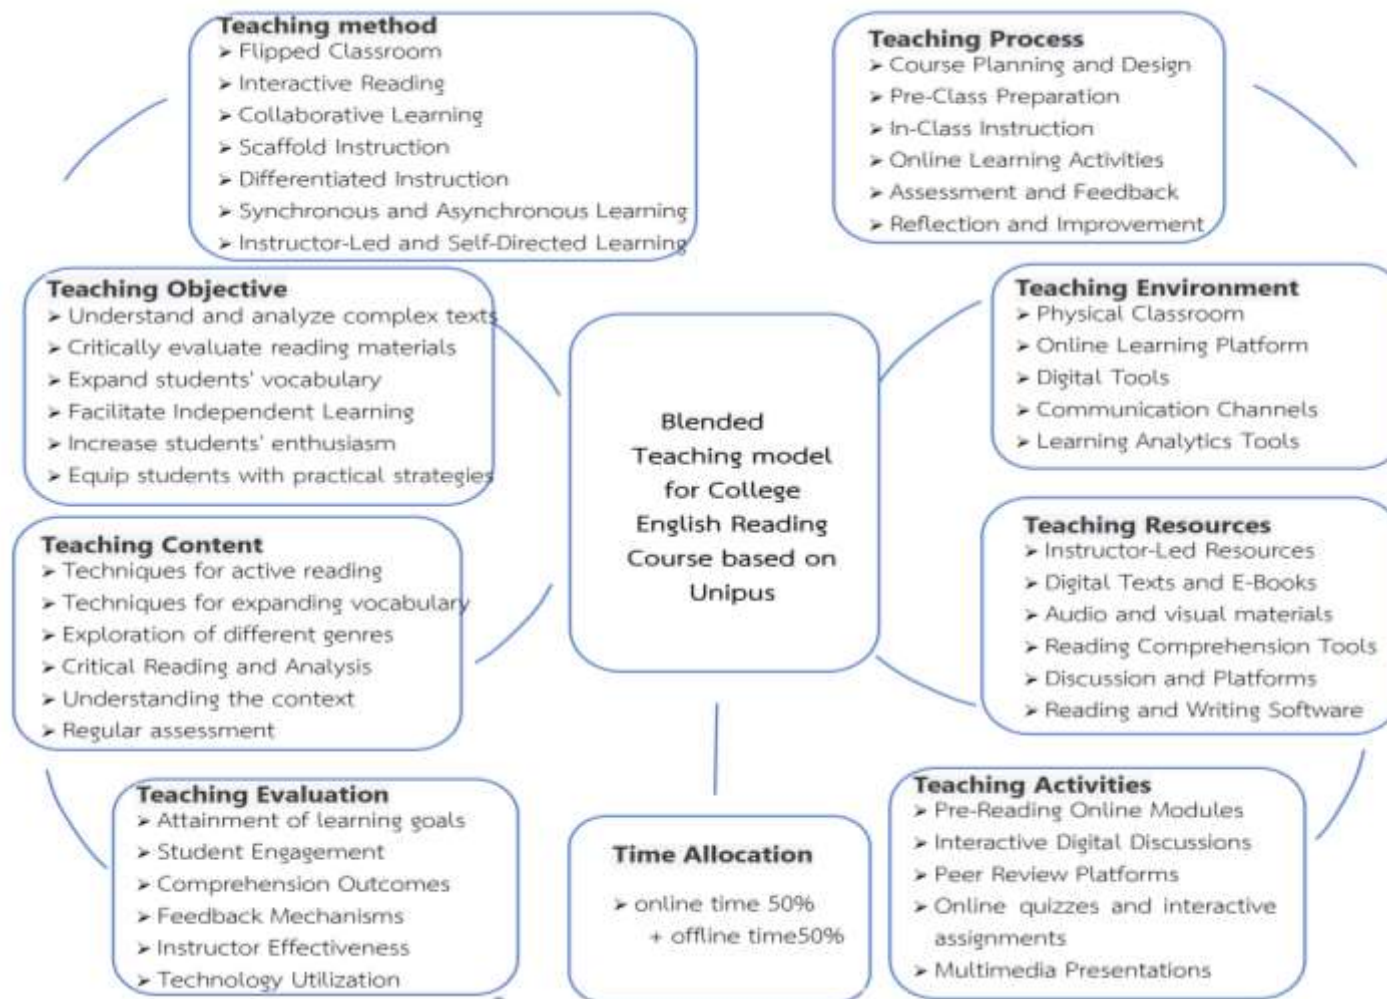 Teaching method
➢ Flipped Classroom
➢ Interactive Reading
➢ Collaborative Learning
➢ Scaffold Instruction
➢ Differentiated Instruction
➢ Synchronous and Asynchronous Learning
➢ Instructor-Led and Self-Directed Learning
Teaching Process
➢ Course Planning and Design
➢ Pre-Class Preparation
➢ In-Class Instruction
➢ Online Learning Activities
➢ Assessment and Feedback
➢ Reflection and Improvement
Teaching Objective
➢ Understand and analyze complex texts
➢ Critically evaluate reading materials
➢ Expand students' vocabulary
➢ Facilitate Independent Learning
➢ Increase students' enthusiasm
➢ Equip students with practical strategies
Blended
Teaching model
for College
English Reading
Course based on
Unipus
Teaching Environment
➢ Physical Classroom
➢ Online Learning Platform
➢ Digital Tools
➢ Communication Channels
➢ Learning Analytics Tools
Teaching Content
➢ Techniques for active reading
➢ Techniques for expanding vocabulary
➢ Exploration of different genres
➢ Critical Reading and Analysis
➢ Understanding the context
➢ Regular assessment
Teaching Resources
➢ Instructor-Led Resources
➢ Digital Texts and E-Books
➢ Audio and visual materials
➢ Reading Comprehension Tools
➢ Discussion and Platforms
➢ Reading and Writing Software
Teaching Evaluation
➢ Attainment of learning goals
➢ Student Engagement
➢ Comprehension Outcomes
➢ Feedback Mechanisms
➢ Instructor Effectiveness
➢ Technology Utilization
Time Allocation
➢ online time 50%
+ offline time50%
Teaching Activities
➢ Pre-Reading Online Modules
➢ Interactive Digital Discussions
➢ Peer Review Platforms
➢ Online quizzes and interactive
assignments
➢ Multimedia Presentations